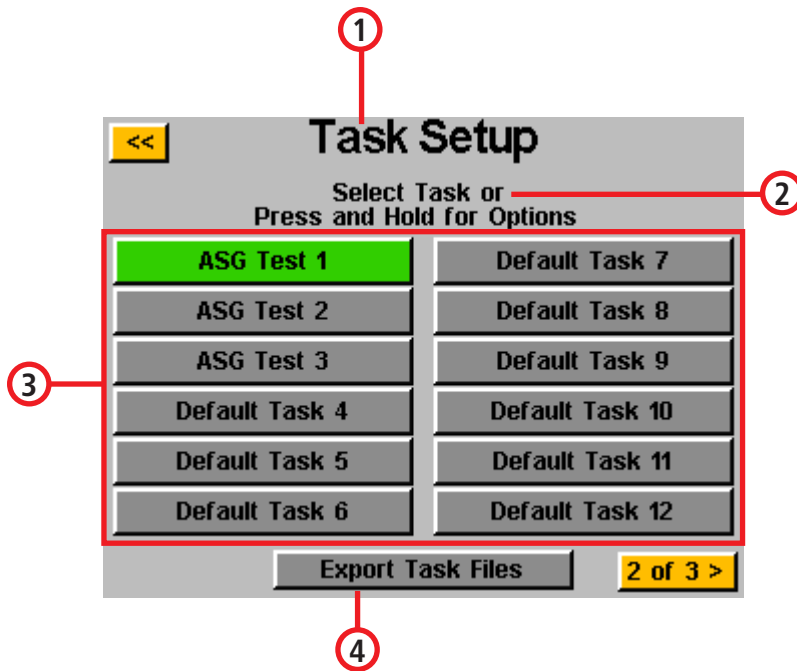 1
<<
Task Setup
Select Task or
2
Press and Hold for Options
ASG Test 1
Default Task 7
ASG Test 2
Default Task 8
ASG Test 3
Default Task 9
3
Default Task 4
Default Task 10
Default Task 5
Default Task 11
Default Task 6
Default Task 12
Export Task Files
2 of 3 >
4